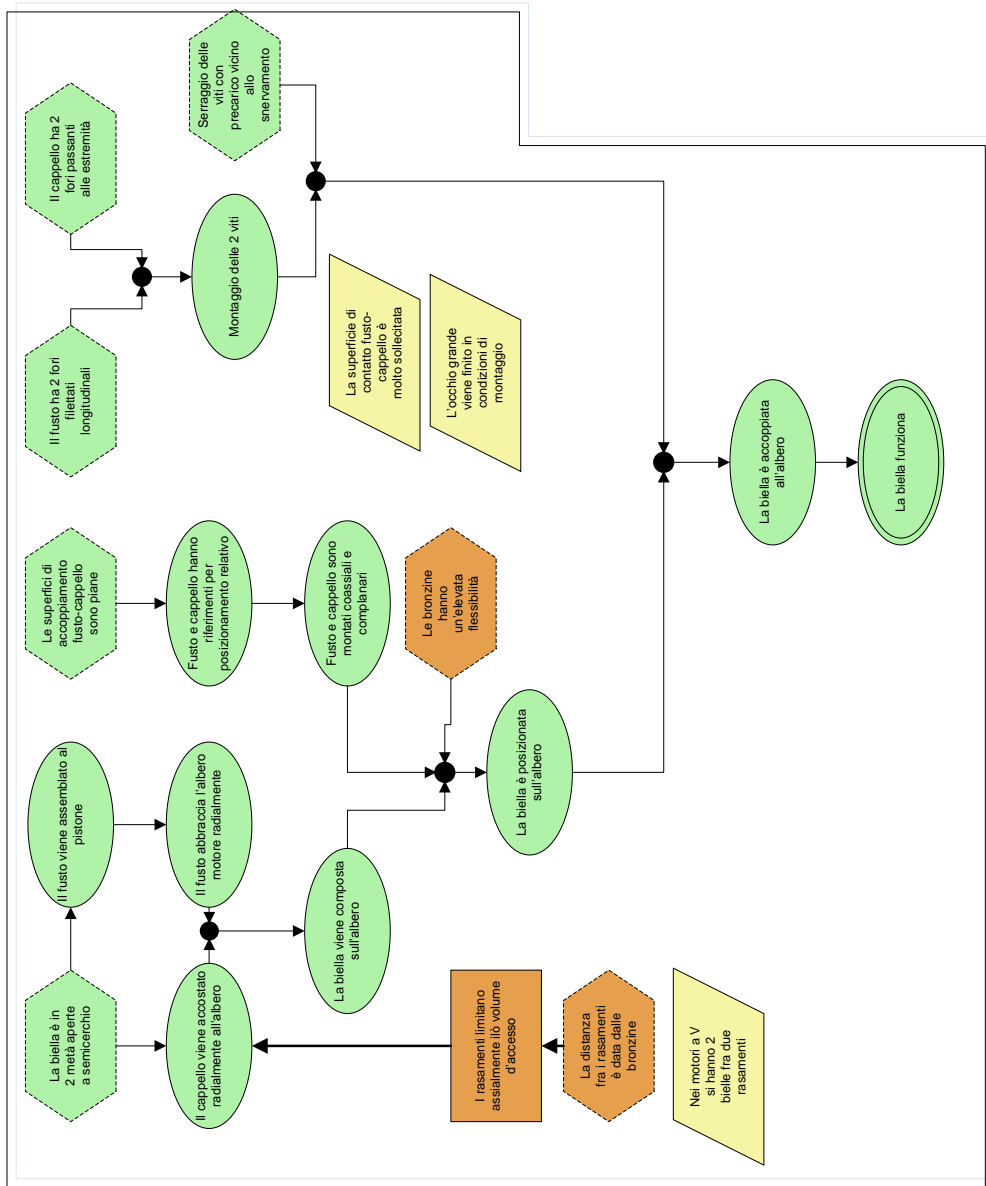 La biella è in
2 metà aperte
a semicerchio
Il fusto viene assemblato al
pistone
Le superfici di
accoppiamento
fusto-cappello
sono piane
Il fusto ha 2 fori
filettati
longitudinali
Il cappello ha 2
fori passanti
alle estremità
Il cappello viene accostato
radialmente all'albero
Il fusto abbraccia l'albero
motore radialmente
Fusto e cappello hanno
riferimenti per
posizionamento relativo
Montaggio delle 2 viti
Serraggio delle
viti con
precarico vicino
allo
snervamento
La biella viene composta
sull'albero
Fusto e cappello sono
montati coassiali e
complanari
La superficie di
contatto fusto-
cappello è
molto sollecitata
L'occhio grande
viene finito in
condizioni di
montaggio
Le bronzine
hanno
un'elevata
flessibilità
I rasamenti limitano
assialmente ilò volume
d'accesso
La biella è posizionata
sull'albero
La distanza
fra i rasamenti
è data dalle
bronzine
Nei motori a V
si hanno 2
bielle fra due
rasamenti
La biella è accoppiata
all'albero
La biella funziona